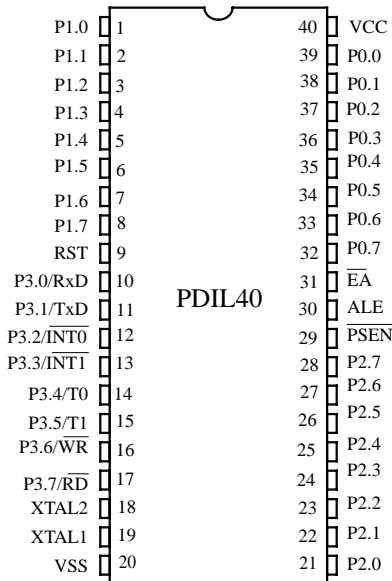 P1.0 1 40 VCC
P1.1 2 39 P0.0
P1.2 3 38 P0.1
P1.3 4 37 P0.2
P1.4 5 36 P0.3
P1.5 6 35 P0.4
P1.6 7 34 P0.5
P1.7 8 33 P0.6
RST 9 32 P0.7
P3.0/RxD 10 31 E̅A̅
P3.1/TxD 11 PDIL40 30 ALE
P3.2/I̅N̅T̅0̅ 12 29 P̅S̅E̅N̅
P3.3/I̅N̅T̅1̅ 13 28 P2.7
P3.4/T0 14 27 P2.6
P3.5/T1 15 26 P2.5
P3.6/W̅R̅ 16 25 P2.4
P3.7/R̅D̅ 17 24 P2.3
XTAL2 18 23 P2.2
XTAL1 19 22 P2.1
VSS 20 21 P2.0